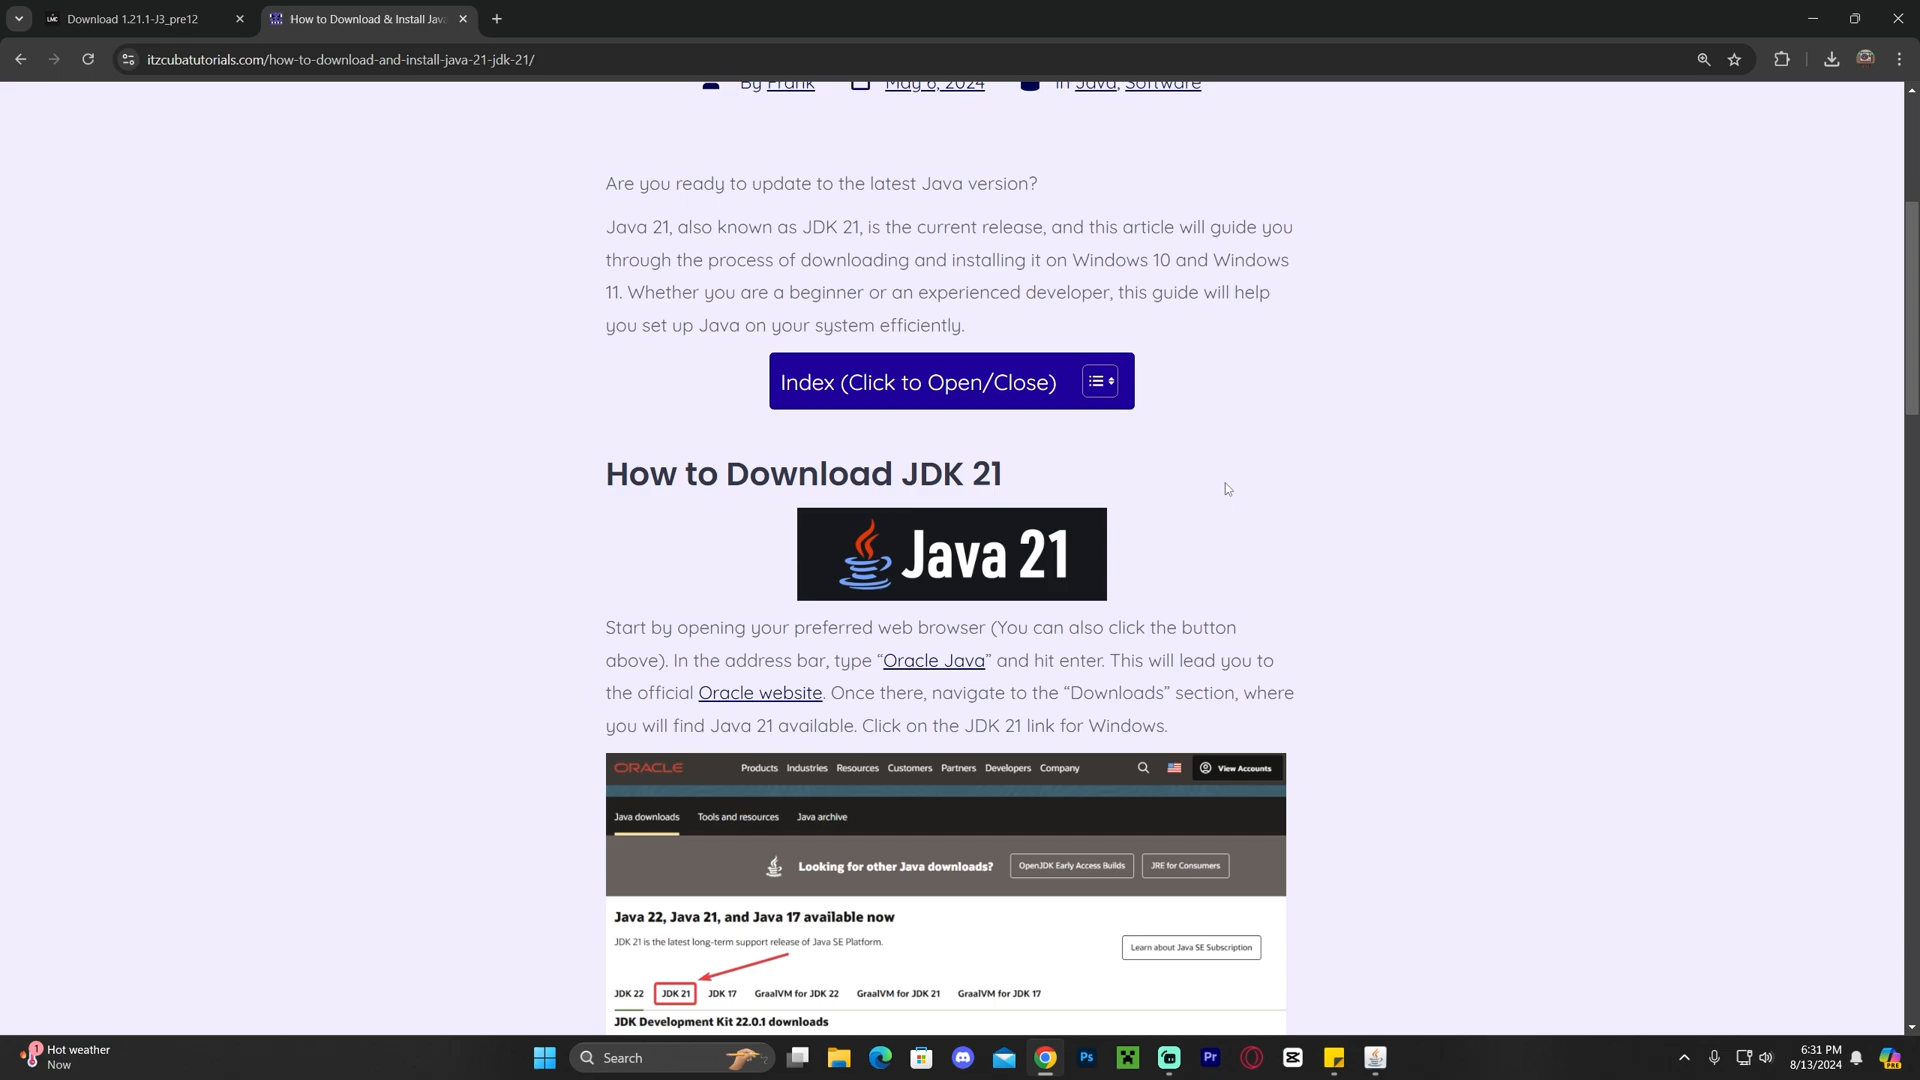 LMC Download 1.21.1-J3_pre12
How to Download & Install Java
itzcubatutorials.com/how-to-download-and-install-java-21-jdk-21/
By Frank May 6, 2024 In Java, Software
Are you ready to update to the latest Java version?
Java 21, also known as JDK 21, is the current release, and this article will guide you
through the process of downloading and installing it on Windows 10 and Windows
11. Whether you are a beginner or an experienced developer, this guide will help
you set up Java on your system efficiently.
Index (Click to Open/Close)
How to Download JDK 21
Java 21
Start by opening your preferred web browser (You can also click the button
above). In the address bar, type “Oracle Java” and hit enter. This will lead you to
the official Oracle website. Once there, navigate to the “Downloads” section, where
you will find Java 21 available. Click on the JDK 21 link for Windows.
ORACLE Products Industries Resources Customers Partners Developers Company View Accounts
Java downloads Tools and resources Java archive
Looking for other Java downloads? OpenJDK Early Access Builds JRE for Consumers
Java 22, Java 21, and Java 17 available now
JDK 21 is the latest long-term support release of Java SE Platform.
Learn about Java SE Subscription
JDK 22 JDK 21 JDK 17 GraalVM for JDK 22 GraalVM for JDK 21 GraalVM for JDK 17
JDK Development Kit 22.0.1 downloads
1 Hot weather
Now
Search
Ps
Pr
6:31 PM
8/13/2024
PRE